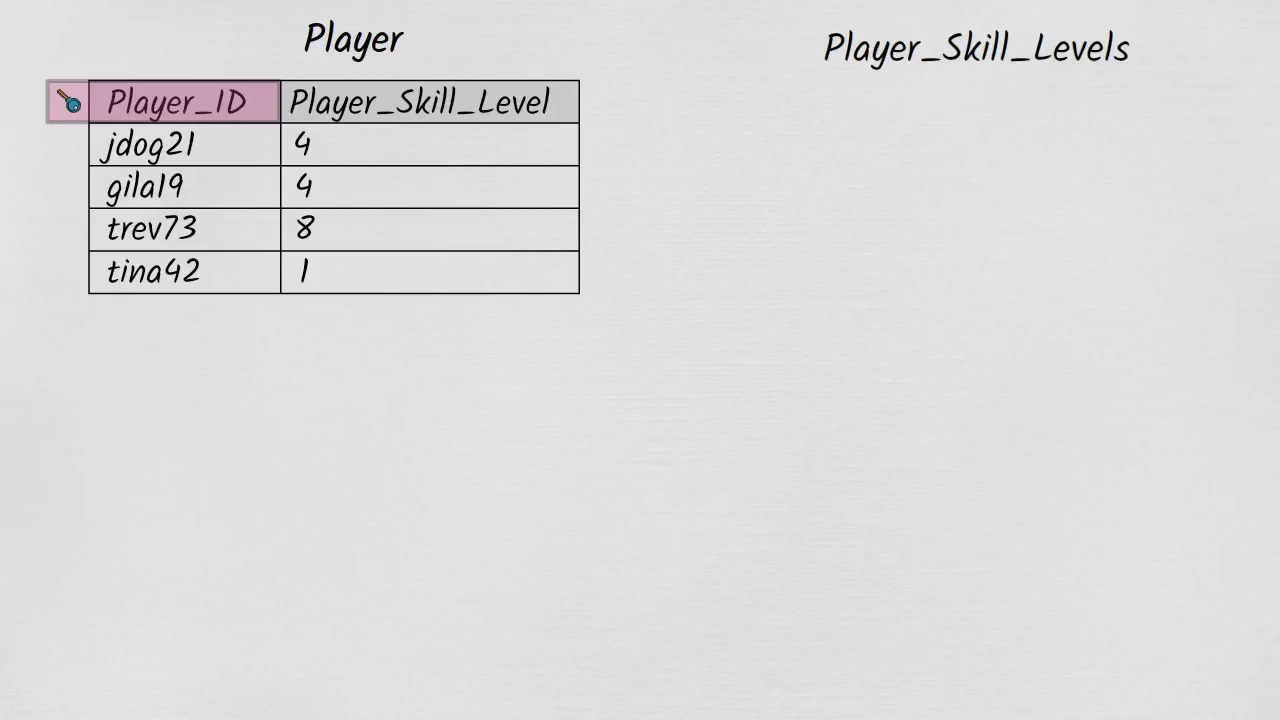 Player
Player_Skill_Levels
Player_ID Player_Skill_Level
jdog21 4
gila19 4
trev73 8
tina42 1